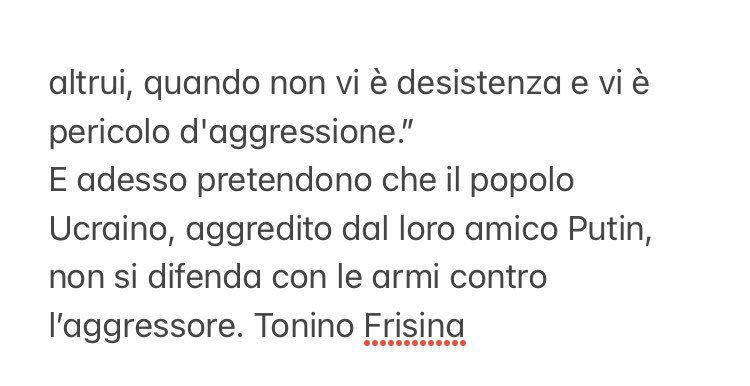 altrui, quando non vi è desistenza e vi è
pericolo d'aggressione.”
E adesso pretendono che il popolo
Ucraino, aggredito dal loro amico Putin,
non si difenda con le armi contro
l’aggressore. Tonino Frisina